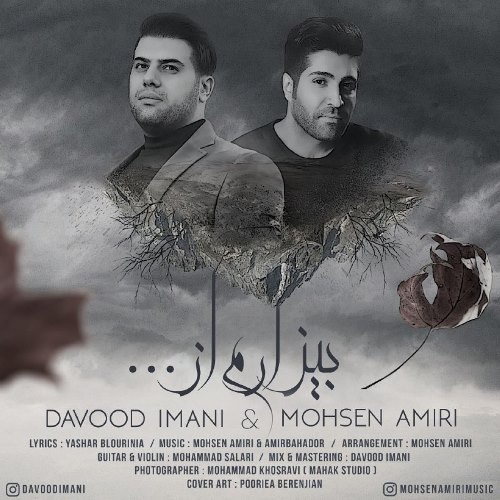 بیزارم از...
DAVOOD IMANI & MOHSEN AMIRI
LYRICS : YASHAR BLOURINIA / MUSIC : MOHSEN AMIRI & AMIRBAHADOR / ARRANGEMENT : MOHSEN AMIRI
GUITAR & VIOLIN : MOHAMMAD SALARI / MIX & MASTERING : DAVOOD IMANI
PHOTOGRAPHER : MOHAMMAD KHOSRAVI ( MAHAK STUDIO )
COVER ART : POORIEA BERENJIAN
DAVOODIMANI
MOHSENAMIRIMUSIC